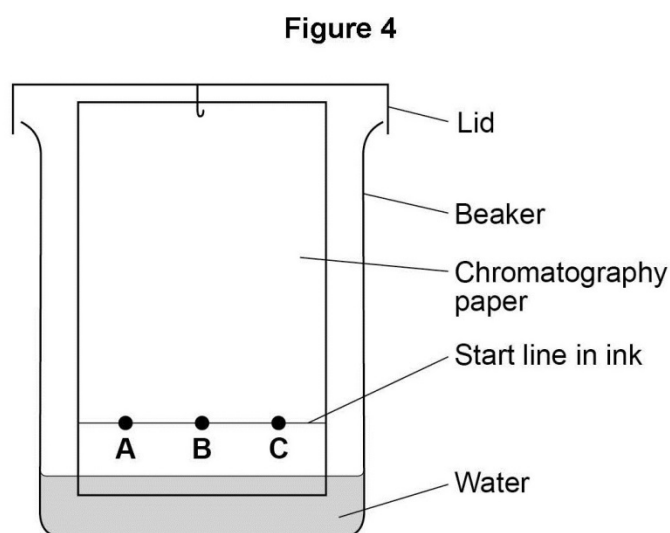 Figure 4
Lid
Beaker
Chromatography
paper
Start line in ink
A B C
Water